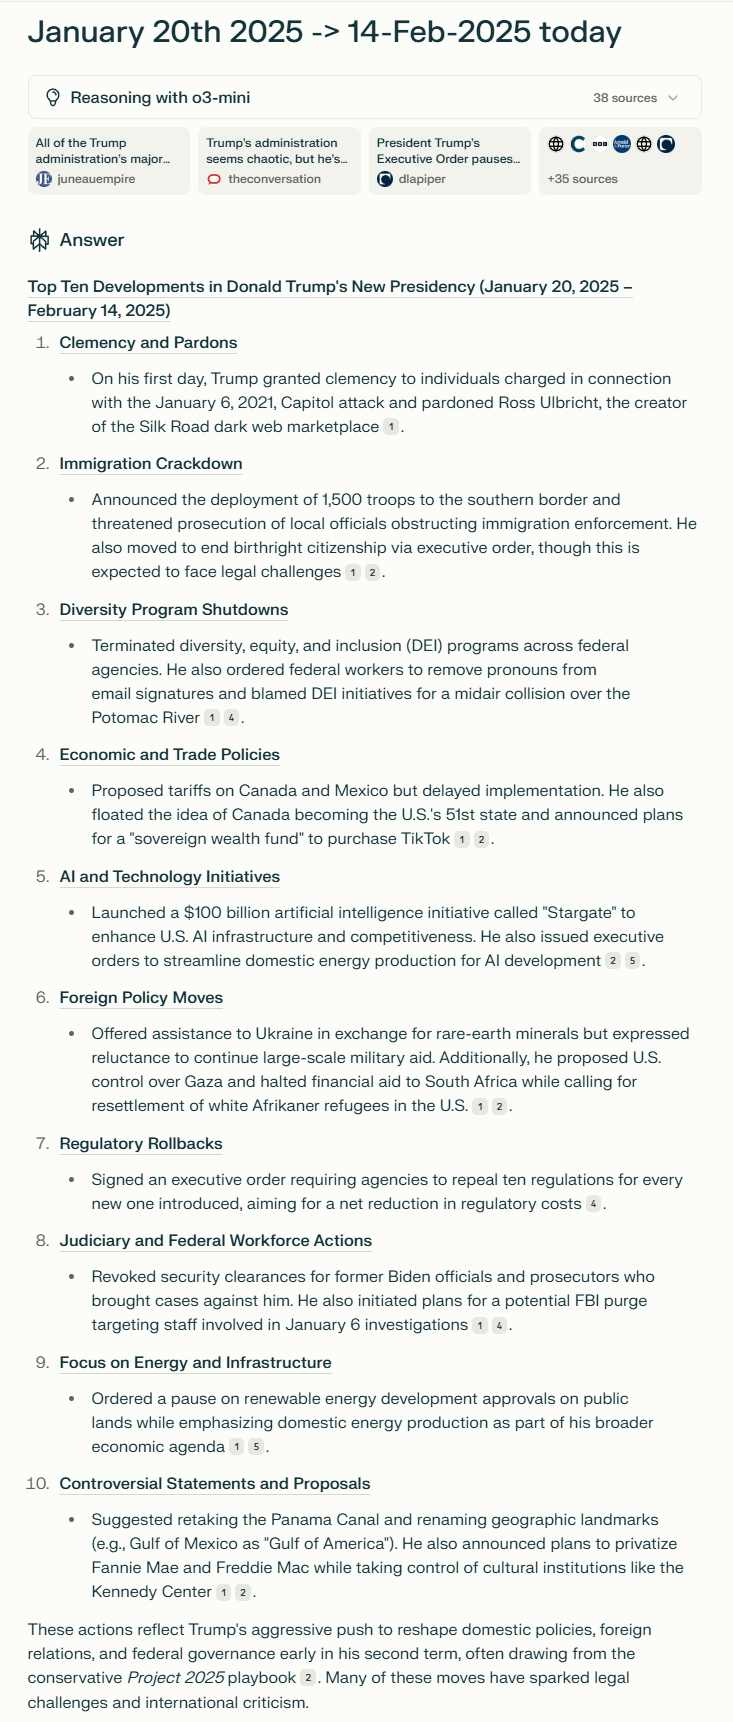 January 20th 2025 -> 14-Feb-2025 today
Reasoning with o3-mini
38 sources
All of the Trump
administration's major...
juneauempire
Trump's administration
seems chaotic, but he's...
theconversation
President Trump's
Executive Order pauses...
dlapiper
+35 sources
Answer
Top Ten Developments in Donald Trump's New Presidency (January 20, 2025 –
February 14, 2025)
1. Clemency and Pardons
• On his first day, Trump granted clemency to individuals charged in connection
with the January 6, 2021, Capitol attack and pardoned Ross Ulbricht, the creator
of the Silk Road dark web marketplace 1 .
2. Immigration Crackdown
• Announced the deployment of 1,500 troops to the southern border and
threatened prosecution of local officials obstructing immigration enforcement. He
also moved to end birthright citizenship via executive order, though this is
expected to face legal challenges 1 2 .
3. Diversity Program Shutdowns
• Terminated diversity, equity, and inclusion (DEI) programs across federal
agencies. He also ordered federal workers to remove pronouns from
email signatures and blamed DEI initiatives for a midair collision over the
Potomac River 1 4 .
4. Economic and Trade Policies
• Proposed tariffs on Canada and Mexico but delayed implementation. He also
floated the idea of Canada becoming the U.S.'s 51st state and announced plans
for a "sovereign wealth fund" to purchase TikTok 1 2 .
5. AI and Technology Initiatives
• Launched a $100 billion artificial intelligence initiative called "Stargate" to
enhance U.S. AI infrastructure and competitiveness. He also issued executive
orders to streamline domestic energy production for AI development 2 5 .
6. Foreign Policy Moves
• Offered assistance to Ukraine in exchange for rare-earth minerals but expressed
reluctance to continue large-scale military aid. Additionally, he proposed U.S.
control over Gaza and halted financial aid to South Africa while calling for
resettlement of white Afrikaner refugees in the U.S. 1 2 .
7. Regulatory Rollbacks
• Signed an executive order requiring agencies to repeal ten regulations for every
new one introduced, aiming for a net reduction in regulatory costs 4 .
8. Judiciary and Federal Workforce Actions
• Revoked security clearances for former Biden officials and prosecutors who
brought cases against him. He also initiated plans for a potential FBI purge
targeting staff involved in January 6 investigations 1 4 .
9. Focus on Energy and Infrastructure
• Ordered a pause on renewable energy development approvals on public
lands while emphasizing domestic energy production as part of his broader
economic agenda 1 5 .
10. Controversial Statements and Proposals
• Suggested retaking the Panama Canal and renaming geographic landmarks
(e.g., Gulf of Mexico as "Gulf of America"). He also announced plans to privatize
Fannie Mae and Freddie Mac while taking control of cultural institutions like the
Kennedy Center 1 2 .
These actions reflect Trump's aggressive push to reshape domestic policies, foreign
relations, and federal governance early in his second term, often drawing from the
conservative Project 2025 playbook 2 . Many of these moves have sparked legal
challenges and international criticism.